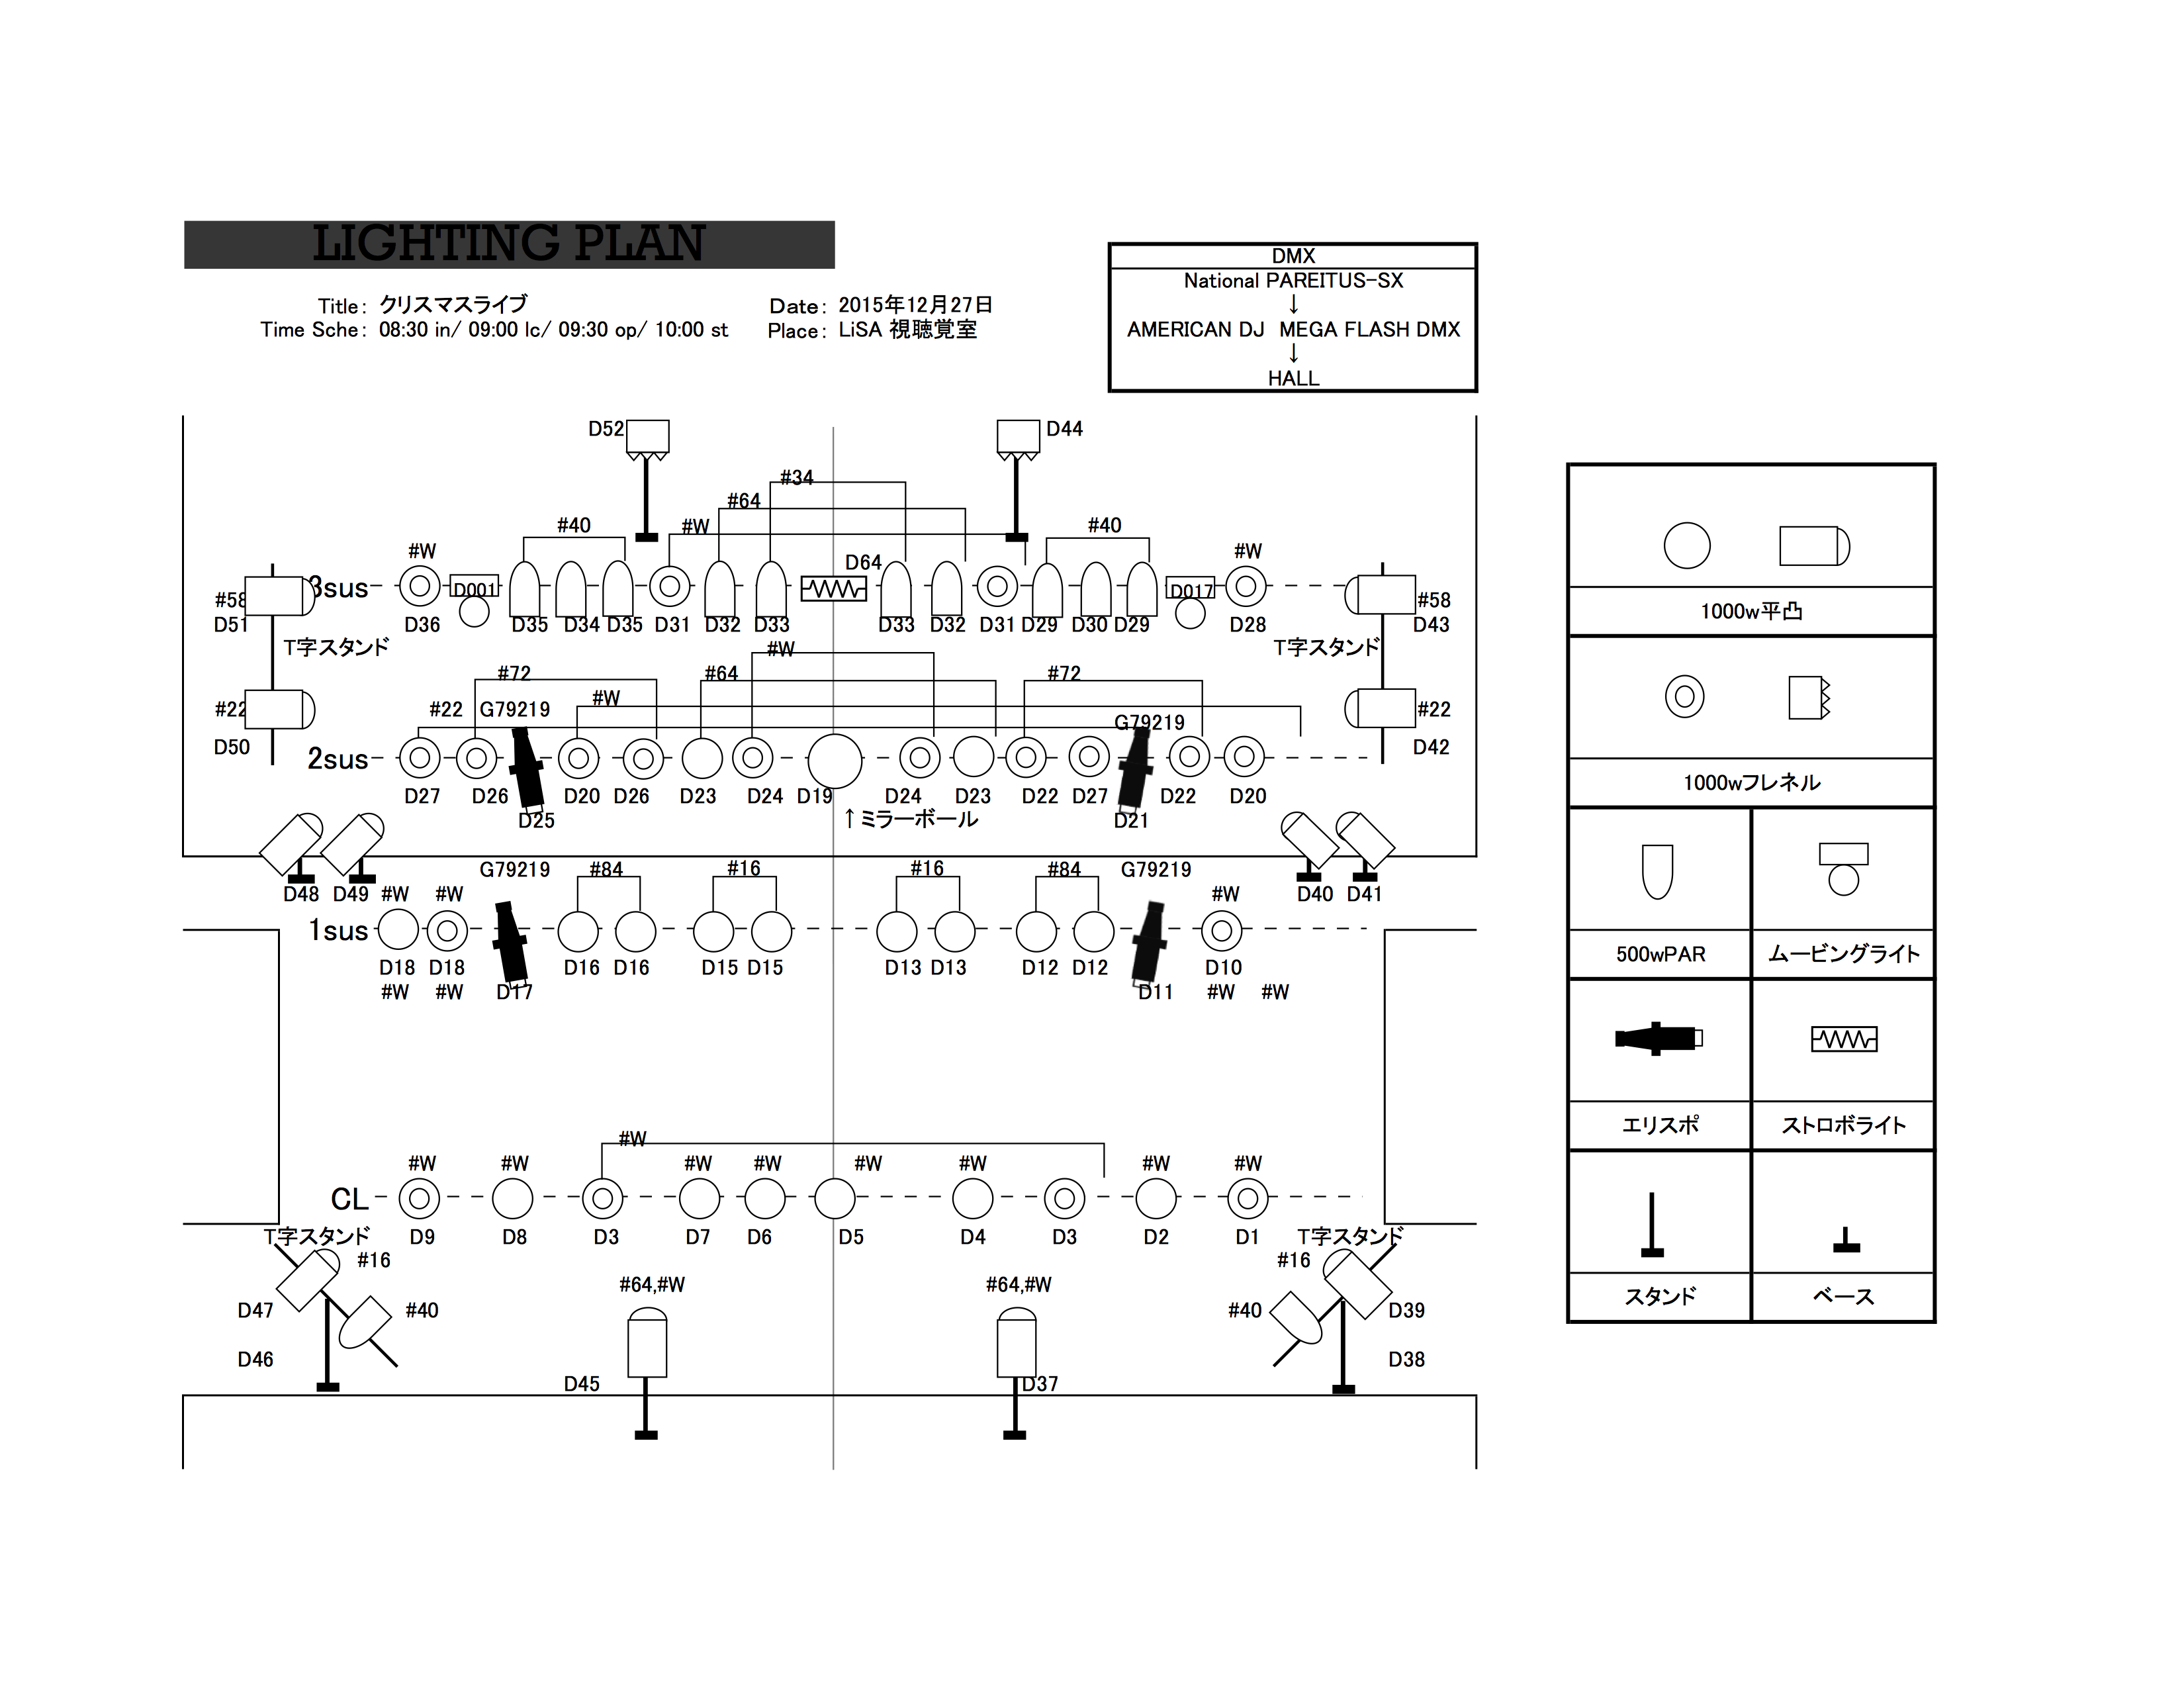 LIGHTING PLAN
Title: クリスマスライブ
Date: 2015年12月27日
Time Sche: 08:30 in/ 09:00 lc/ 09:30 op/ 10:00 st
Place: LiSA 視聴覚室
DMX
National PAREITUS-SX
↓
AMERICAN DJ MEGA FLASH DMX
↓
HALL
D52 D44
#34
#64
#40 #W #40
#W D64 #W
3sus D001 D017
#58 #58
D51 D36 D35 D34 D35 D31 D32 D33 D33 D32 D31 D29 D30 D29 D28 D43
T字スタンド T字スタンド
#W
#72 #64 #72
#W
#22 #22 G79219 G79219 #22
D50 D42
2sus
D27 D26 D20 D26 D23 D24 D19 D24 D23 D22 D27 D22 D20
D25 ↑ミラーボール D21
G79219 #84 #16 #16 #84 G79219
D48 D49 #W #W #W D40 D41
1sus
D18 D18 D16 D16 D15 D15 D13 D13 D12 D12 D10
#W #W D17 D11 #W #W
#W
#W #W #W #W #W #W #W #W
CL
D9 D8 D3 D7 D6 D5 D4 D3 D2 D1
T字スタンド T字スタンド
#16 #16
#64,#W #64,#W
D47 #40 #40 D39
D46 D38
D45 D37
1000w平凸
1000wフレネル
500wPAR ムービングライト
エリスポ ストロボライト
スタンド ベース